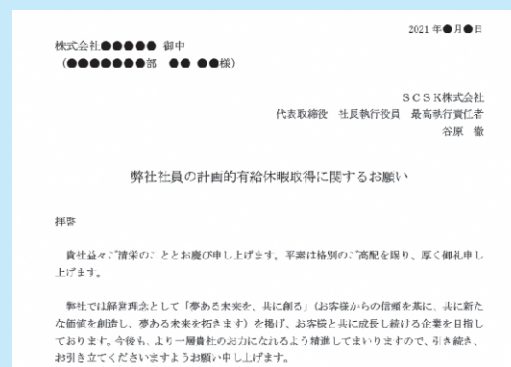 2021年●月●日
株式会社●●●●● 御中
（●●●●●●●部　●● ●●様）
ＳＣＳＫ株式会社
代表取締役　社長執行役員　最高執行責任者
谷原　徹
弊社社員の計画的有給休暇取得に関するお願い
拝啓
貴社益々ご清栄のこととお慶び申し上げます。平素は格別のご高配を賜り、厚く御礼申し
上げます。
弊社では経営理念として「夢ある未来を、共に創る」（お客様からの信頼を基に、共に新た
な価値を創造し、夢ある未来を拓きます）を掲げ、お客様と共に成長し続ける企業を目指し
ております。今後も、より一層貴社のお力になれるよう精進してまいりますので、引き続き、
お引き立てくださいますようお願い申し上げます。